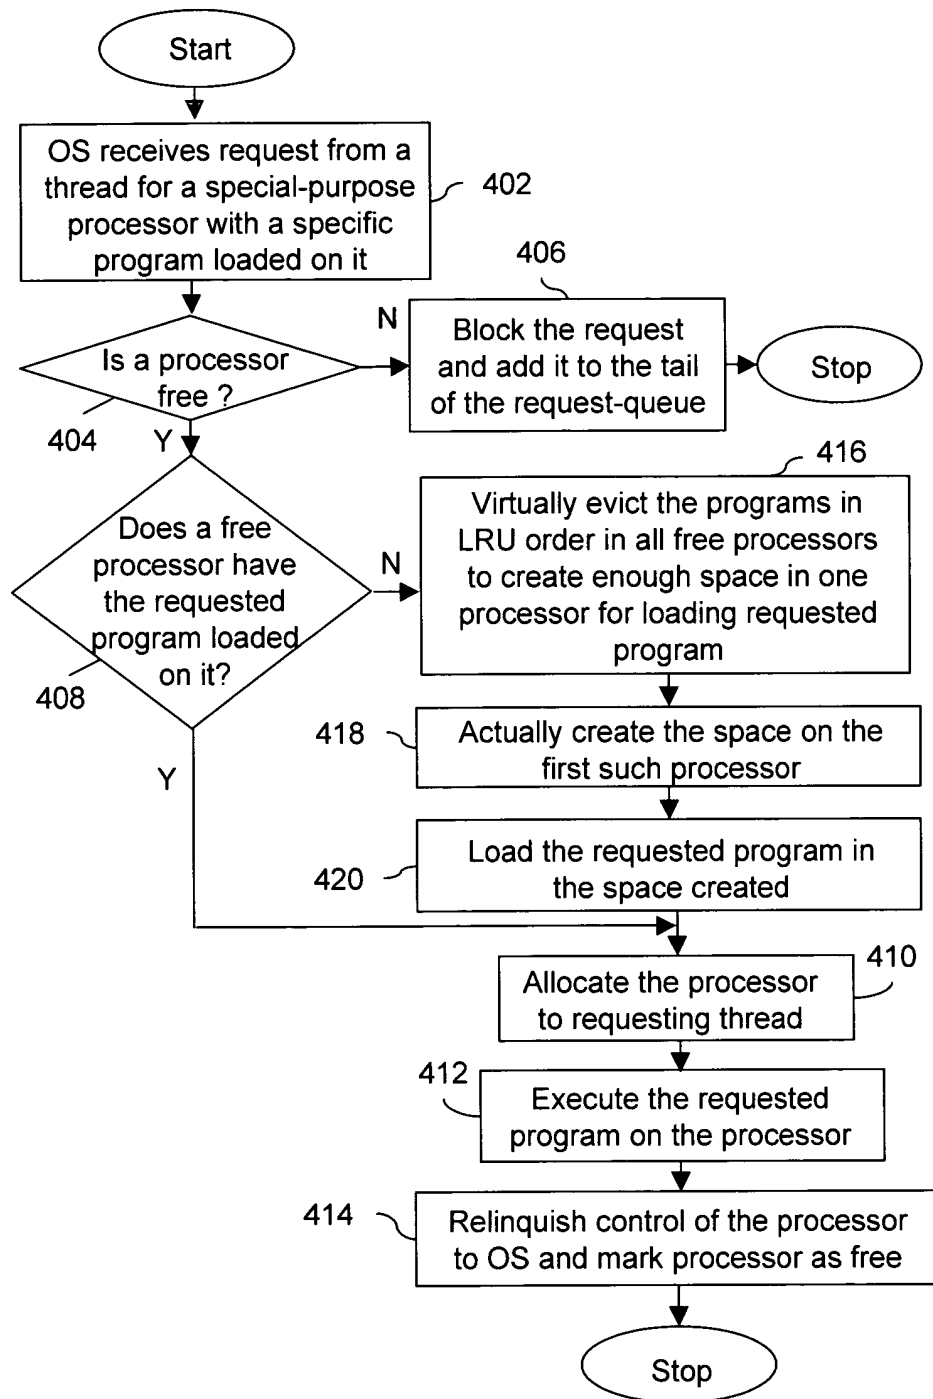 Start
OS receives request from a
thread for a special-purpose
processor with a specific
program loaded on it
402
406
N
Block the request
and add it to the tail
of the request-queue
Stop
Is a processor
free ?
404
Y
416
Virtually evict the programs in
LRU order in all free processors
to create enough space in one
processor for loading requested
program
Does a free
processor have
the requested
program loaded
on it?
N
408
418
Actually create the space on the
first such processor
Y
420
Load the requested program in
the space created
410
Allocate the processor
to requesting thread
412
Execute the requested
program on the processor
414
Relinquish control of the processor
to OS and mark processor as free
Stop